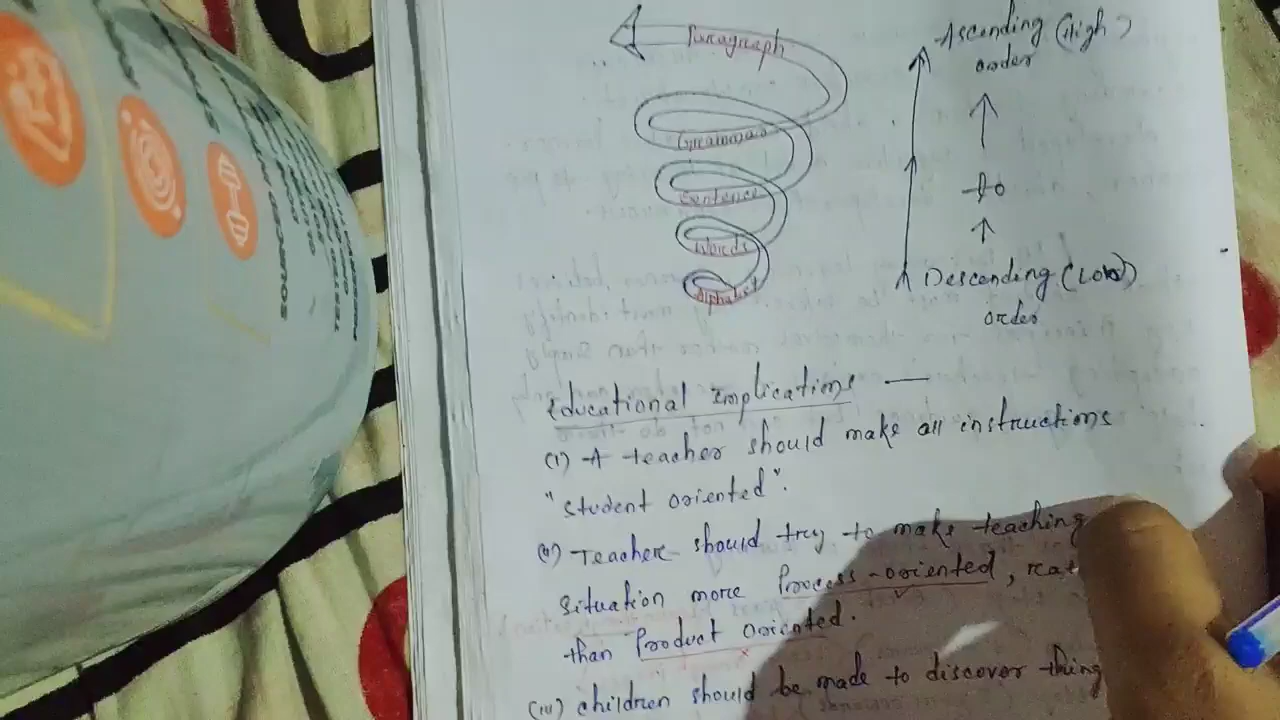 Paragraph
Grammar
Sentence
Words
Alphabet
Ascending (High)
order
to
Descending (Low)
order
Educational Implications —
(i) A teacher should make all instructions
"Student oriented".
(ii) Teacher should try to make teaching
situation more Process-oriented,
than Product oriented.
(iii) children should be made to discover thing